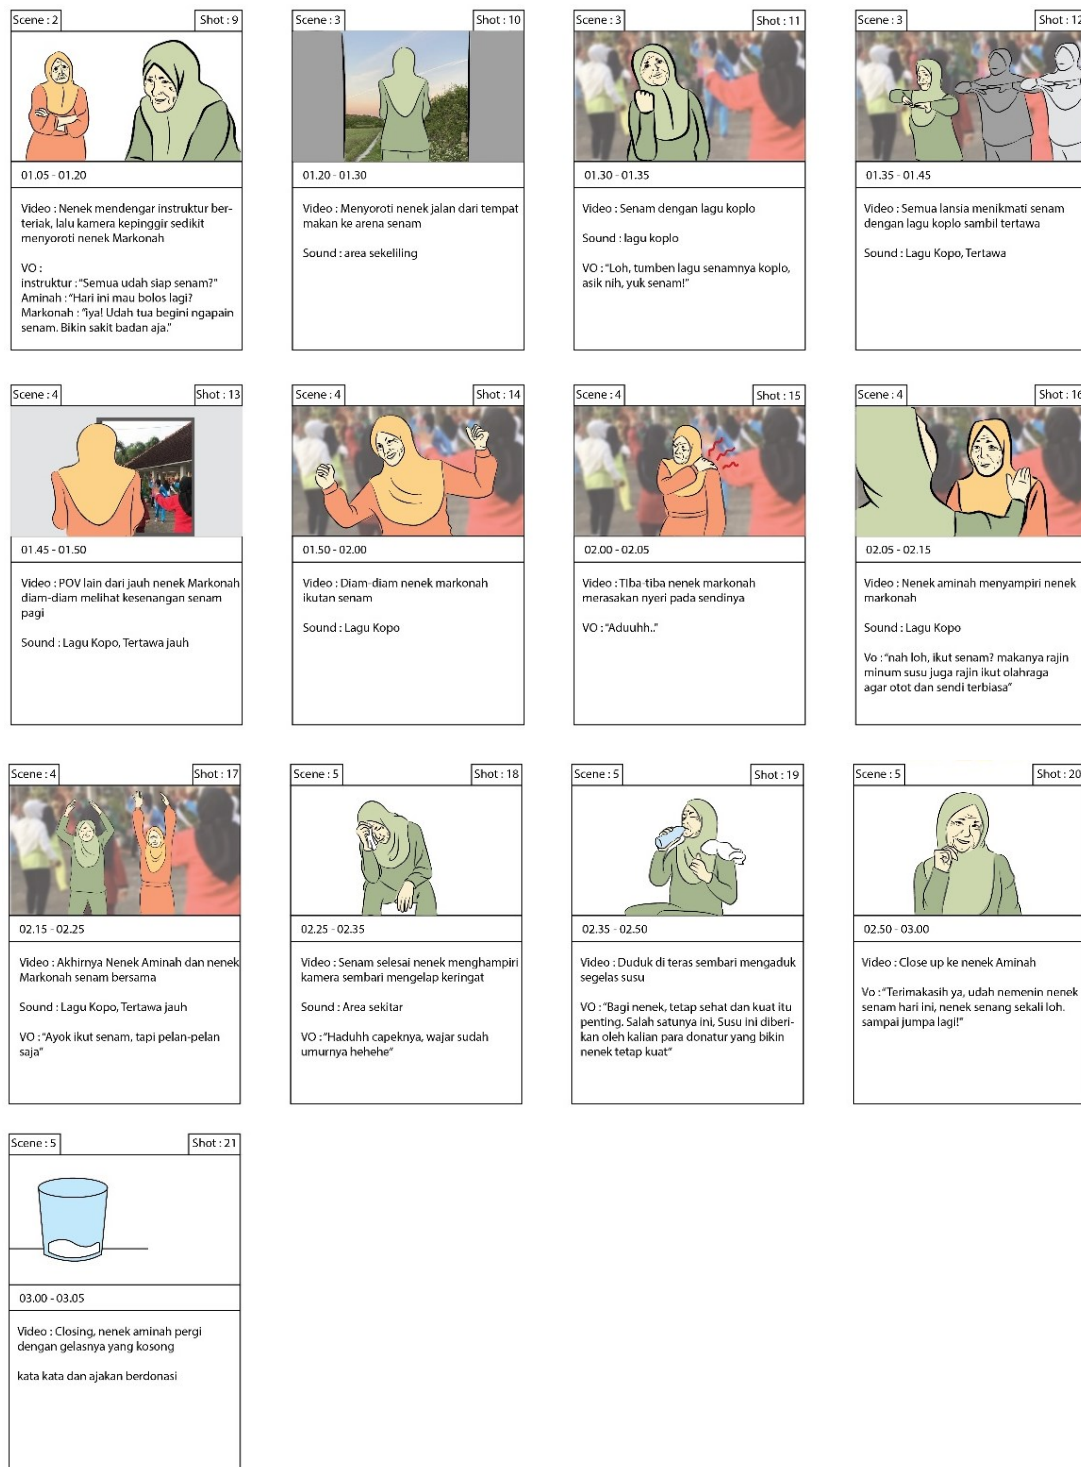 Scene : 2
Shot : 9
01.05 - 01.20
Video : Nenek mendengar instruktur ber-
teriak, lalu kamera kepinggir sedikit
menyoroti nenek Markonah
VO :
instruktur : "Semua udah siap senam?"
Aminah : "Hari ini mau bolos lagi?
Markonah : "iya! Udah tua begini ngapain
senam. Bikin sakit badan aja."
Scene : 3
Shot : 10
01.20 - 01.30
Video : Menyoroti nenek jalan dari tempat
makan ke arena senam
Sound : area sekeliling
Scene : 3
Shot : 11
01.30 - 01.35
Video : Senam dengan lagu koplo
Sound : lagu koplo
VO : "Loh, tumben lagu senamnya koplo,
asik nih, yuk senam!"
Scene : 3
Shot : 12
01.35 - 01.45
Video : Semua lansia menikmati senam
dengan lagu koplo sambil tertawa
Sound : Lagu Kopo, Tertawa
Scene : 4
Shot : 13
01.45 - 01.50
Video : POV lain dari jauh nenek Markonah
diam-diam melihat kesenangan senam
pagi
Sound : Lagu Kopo, Tertawa jauh
Scene : 4
Shot : 14
01.50 - 02.00
Video : Diam-diam nenek markonah
ikutan senam
Sound : Lagu Kopo
Scene : 4
Shot : 15
02.00 - 02.05
Video : TIba-tiba nenek markonah
merasakan nyeri pada sendinya
VO : "Aduuhh.."
Scene : 4
Shot : 16
02.05 - 02.15
Video : Nenek aminah menyampiri nenek
markonah
Sound : Lagu Kopo
Vo : "nah loh, ikut senam? makanya rajin
minum susu juga rajin ikut olahraga
agar otot dan sendi terbiasa"
Scene : 4
Shot : 17
02.15 - 02.25
Video : Akhirnya Nenek Aminah dan nenek
Markonah senam bersama
Sound : Lagu Kopo, Tertawa jauh
VO : "Ayok ikut senam, tapi pelan-pelan
saja"
Scene : 5
Shot : 18
02.25 - 02.35
Video : Senam selesai nenek menghampiri
kamera sembari mengelap keringat
Sound : Area sekitar
VO : "Haduhh capeknya, wajar sudah
umurnya hehehe"
Scene : 5
Shot : 19
02.35 - 02.50
Video : Duduk di teras sembari mengaduk
segelas susu
VO : "Bagi nenek, tetap sehat dan kuat itu
penting. Salah satunya ini, Susu ini diberi-
kan oleh kalian para donatur yang bikin
nenek tetap kuat"
Scene : 5
Shot : 20
02.50 - 03.00
Video : Close up ke nenek Aminah
Vo : "Terimakasih ya, udah nemenin nenek
senam hari ini, nenek senang sekali loh.
sampai jumpa lagi!"
Scene : 5
Shot : 21
03.00 - 03.05
Video : Closing, nenek aminah pergi
dengan gelasnya yang kosong
kata kata dan ajakan berdonasi